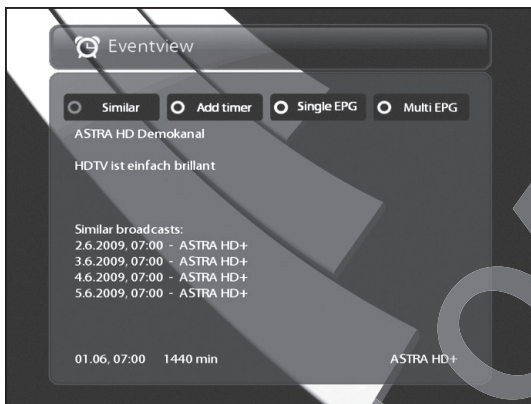 Eventview
Similar Add timer Single EPG Multi EPG
ASTRA HD Demokanal
HDTV ist einfach brillant
Similar broadcasts:
2.6.2009, 07:00 - ASTRA HD+
3.6.2009, 07:00 - ASTRA HD+
4.6.2009, 07:00 - ASTRA HD+
5.6.2009, 07:00 - ASTRA HD+
01.06, 07:00 1440 min ASTRA HD+